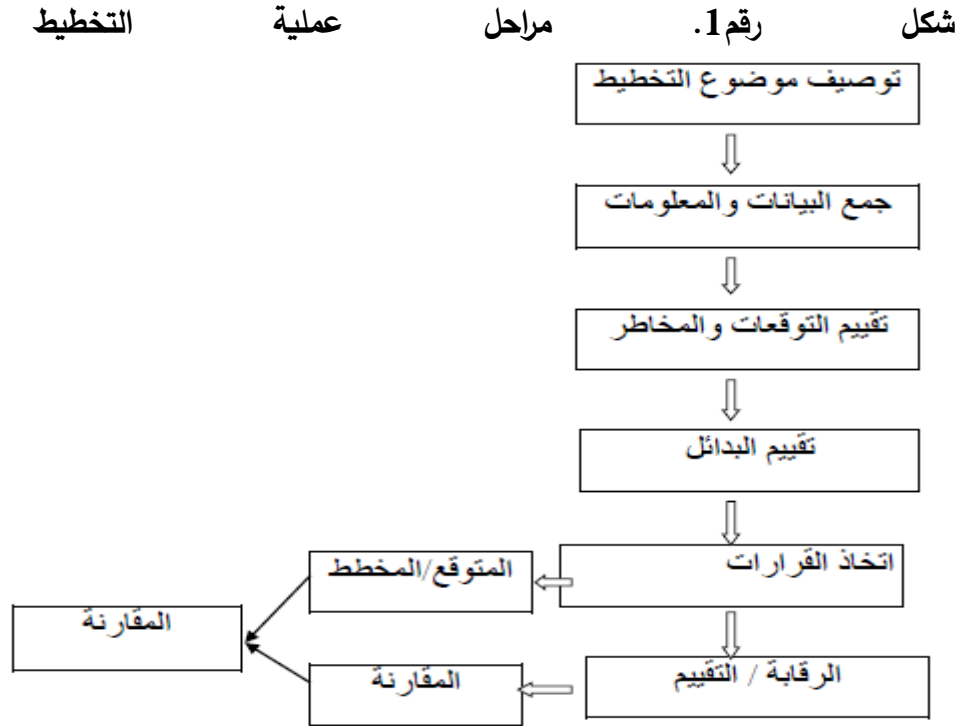 شكل رقم1. مراحل عملية التخطيط
توصيف موضوع التخطيط
جمع البيانات والمعلومات
تقييم التوقعات والمخاطر
تقييم البدائل
اتخاذ القرارات
المتوقع/المخطط
المقارنة
الرقابة / التقييم
المقارنة